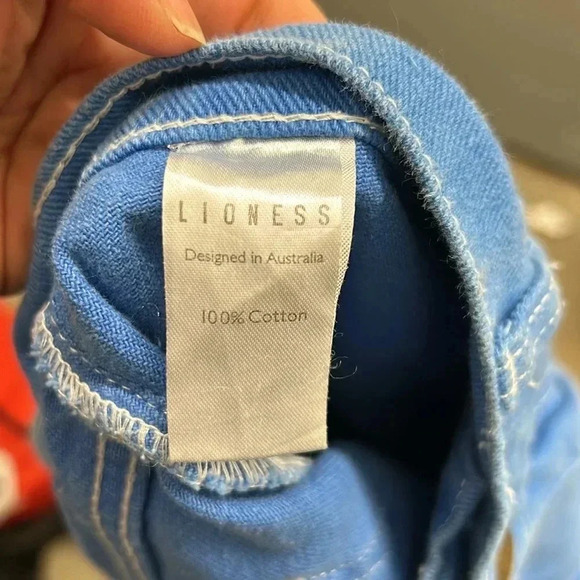 LIONESS
Designed in Australia
100% Cotton